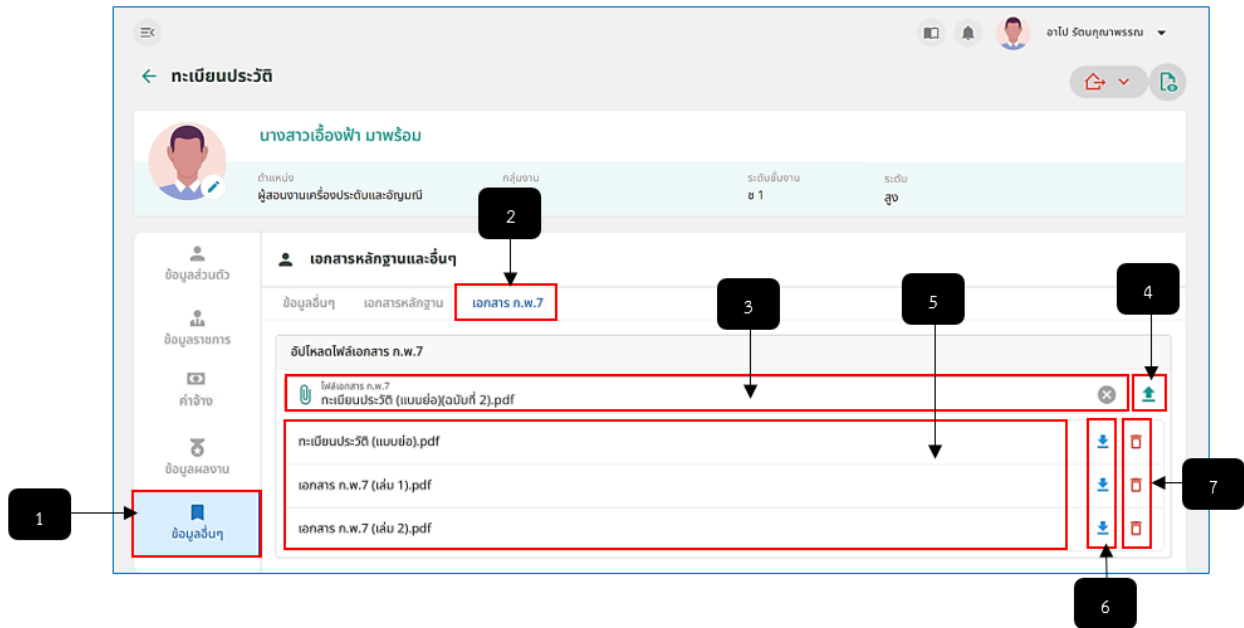 อาโป รัตนกุณาพรรณ
ทะเบียนประวัติ
นางสาวเอื้องฟ้า มาพร้อม
ตำแหน่ง กลุ่มงาน ระดับชั้นงาน ระดับ
ผู้สอนงานเครื่องประดับและอัญมณี ช 1 สูง
2
ข้อมูลส่วนตัว
เอกสารหลักฐานและอื่นๆ
ข้อมูลอื่นๆ เอกสารหลักฐาน เอกสาร ก.พ.7
3
5
4
ข้อมูลราชการ
อัปโหลดไฟล์เอกสาร ก.พ.7
ไฟล์เอกสาร ก.พ.7
ทะเบียนประวัติ (แบบย่อ)(ฉบับที่ 2).pdf
ค่าจ้าง
ทะเบียนประวัติ (แบบย่อ).pdf
ข้อมูลผลงาน
เอกสาร ก.พ.7 (เล่ม 1).pdf
7
1
ข้อมูลอื่นๆ
เอกสาร ก.พ.7 (เล่ม 2).pdf
6